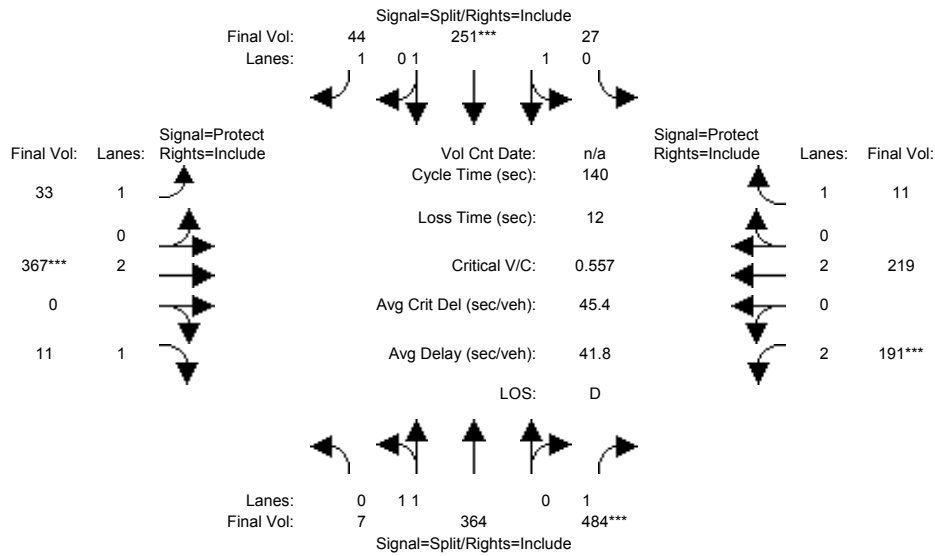 Signal=Split/Rights=Include
Final Vol: 44 251*** 27
Lanes: 1 0 1 1 0
Signal=Protect
Final Vol: Lanes: Rights=Include
33 1
0
367*** 2
0 0
11 1
Vol Cnt Date: n/a
Cycle Time (sec): 140
Loss Time (sec): 12
Critical V/C: 0.557
Avg Crit Del (sec/veh): 45.4
Avg Delay (sec/veh): 41.8
LOS: D
Signal=Protect
Rights=Include Lanes: Final Vol:
1 11
0
2 219
0
2 191***
Lanes: 0 1 1 0 1
Final Vol: 7 364 484***
Signal=Split/Rights=Include